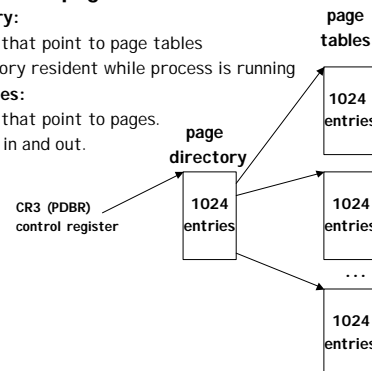 y:
that point to page tables
ory resident while process is running
es:
that point to pages.
in and out.
page
tables
page
directory
CR3 (PDBR)
control register
1024
entries
1024
entries
1024
entries
...
1024
entries